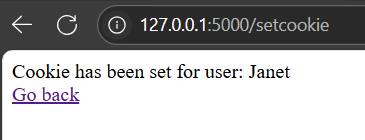 127.0.0.1:5000/setcookie
Cookie has been set for user: Janet
Go back